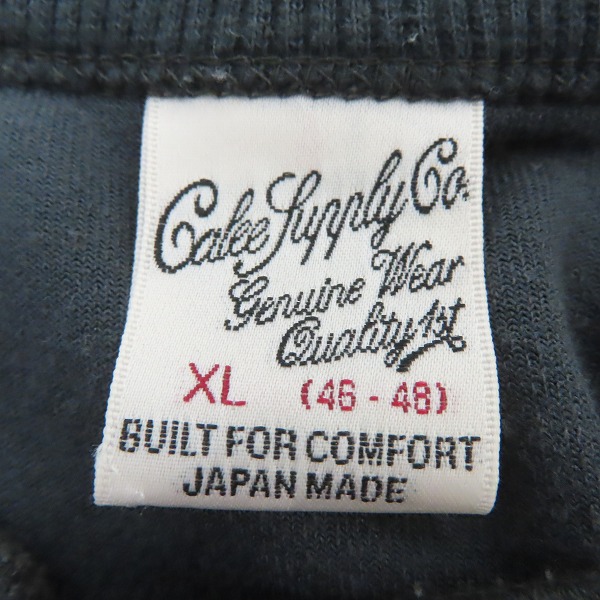 Calee Supply Co.
Genuine Wear
Quality 1st
XL (46 - 48)
BUILT FOR COMFORT
JAPAN MADE